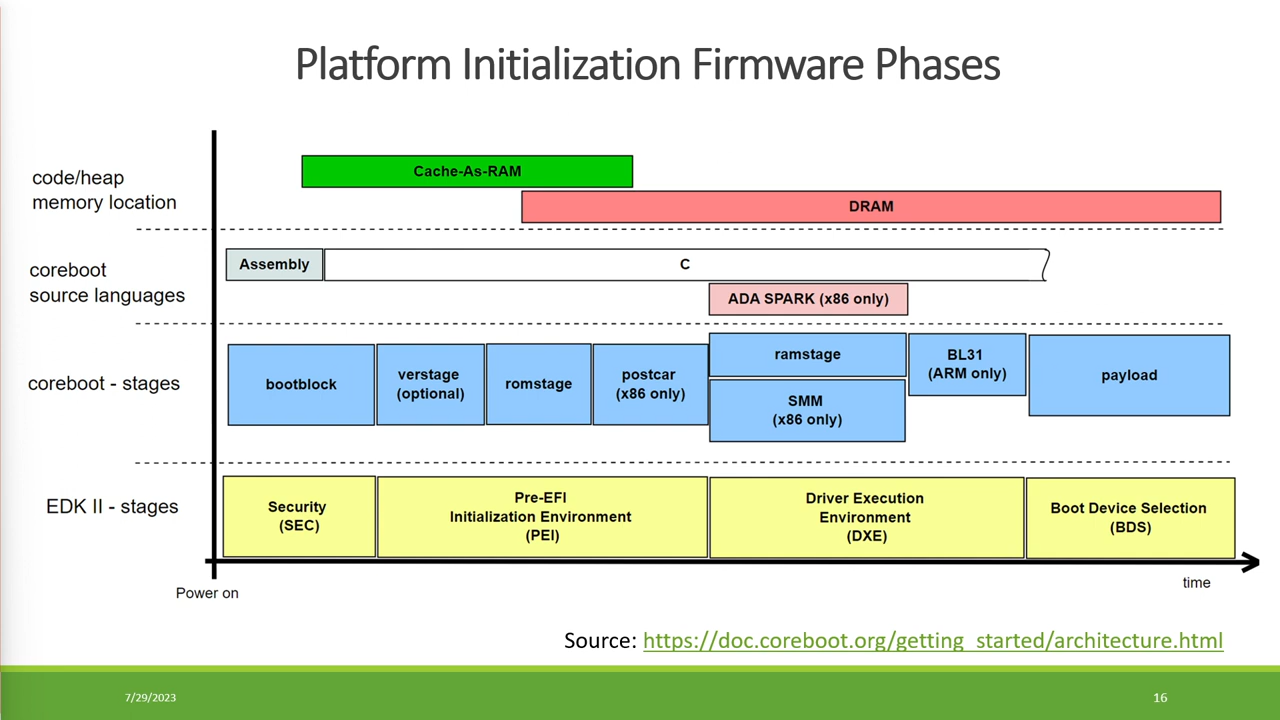 Platform Initialization Firmware Phases
code/heap
memory location
Cache-As-RAM
DRAM
coreboot
source languages
Assembly
C
ADA SPARK (x86 only)
coreboot - stages
bootblock
verstage
(optional)
romstage
postcar
(x86 only)
ramstage
SMM
(x86 only)
BL31
(ARM only)
payload
EDK II - stages
Security
(SEC)
Pre-EFI
Initialization Environment
(PEI)
Driver Execution
Environment
(DXE)
Boot Device Selection
(BDS)
Power on
time
Source: https://doc.coreboot.org/getting_started/architecture.html
7/29/2023
16